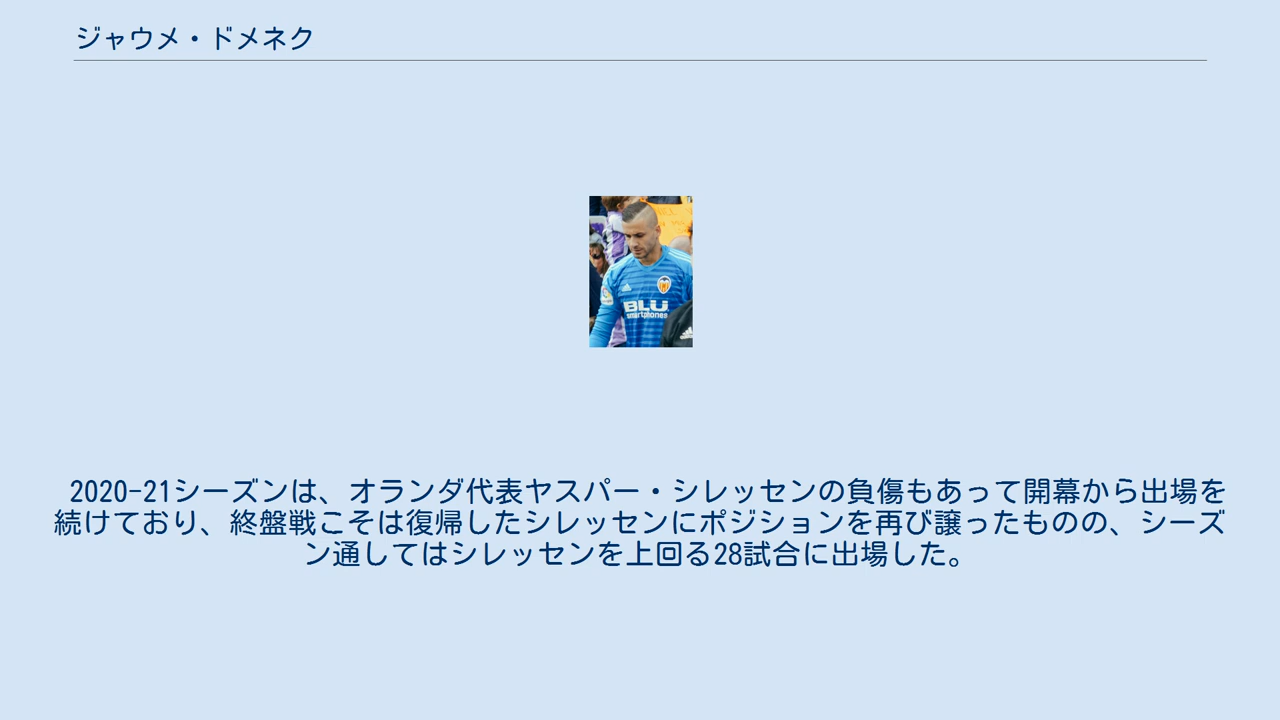 ジャウメ・ドメネク
BLU
smartphones
2020-21シーズンは、オランダ代表ヤスパー・シレッセンの負傷もあって開幕から出場を
続けており、終盤戦こそは復帰したシレッセンにポジションを再び譲ったものの、シーズ
ン通してはシレッセンを上回る28試合に出場した。